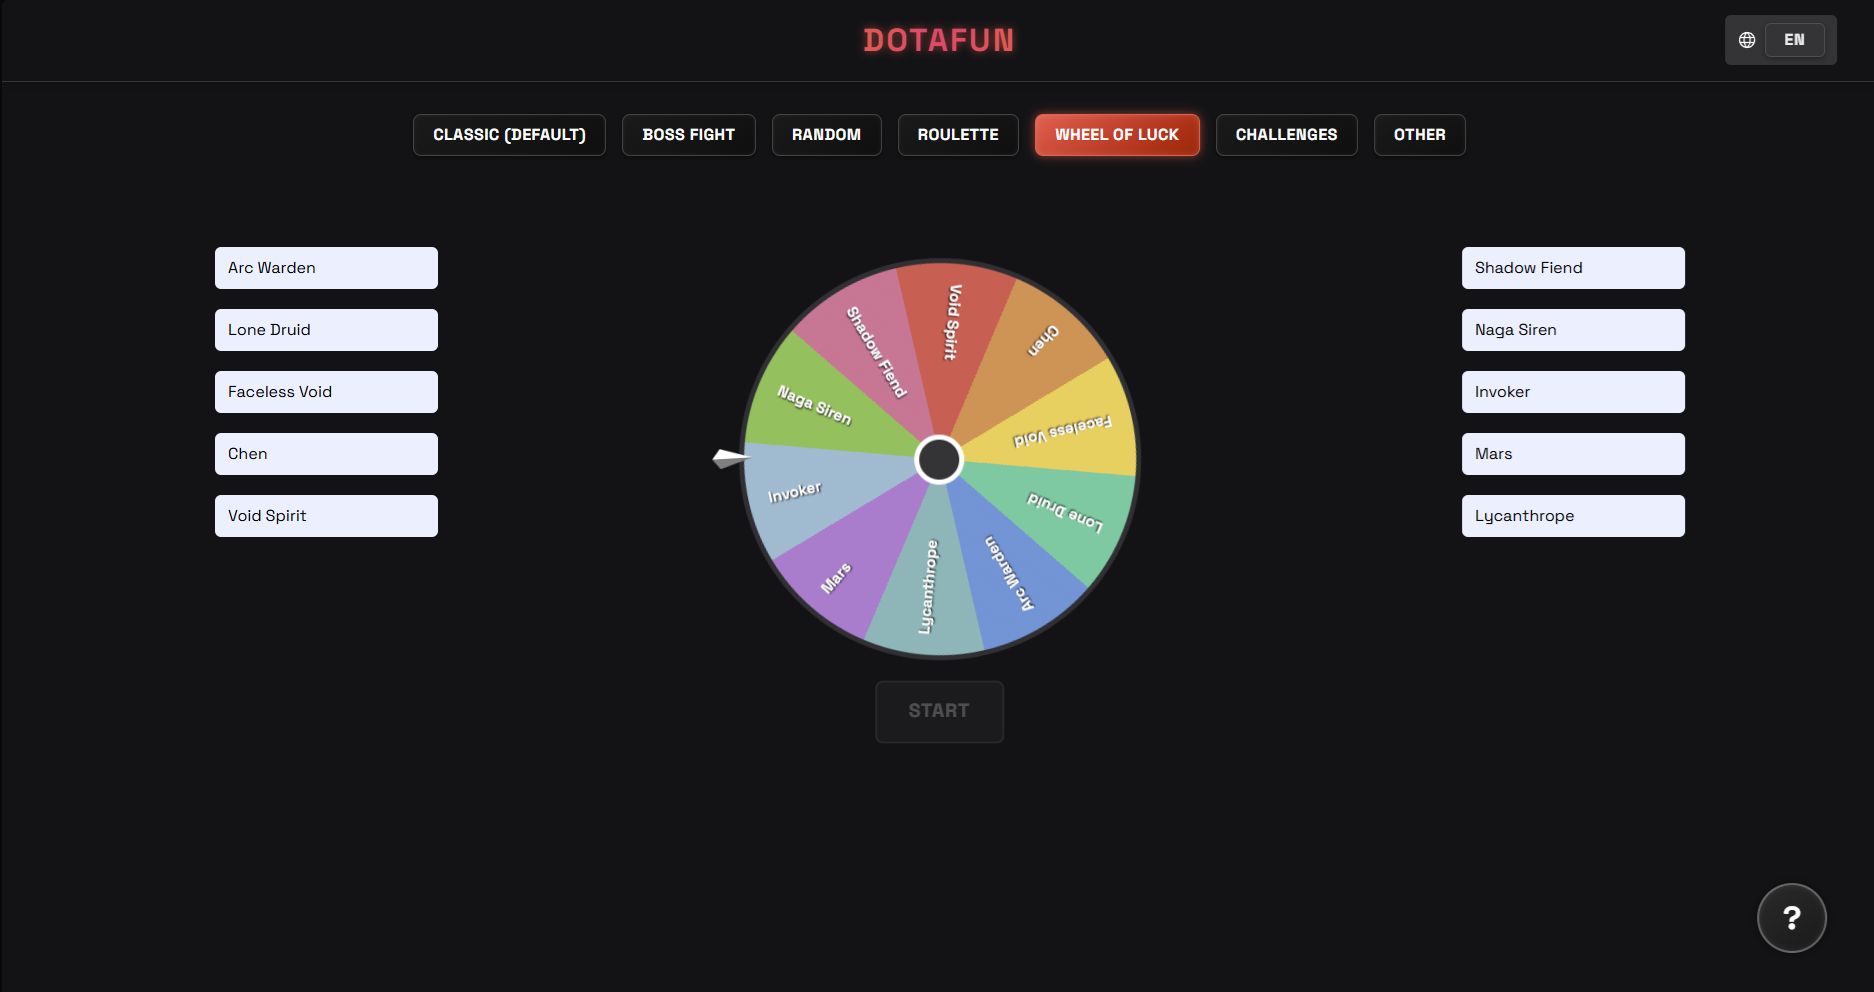 DOTAFUN
EN
CLASSIC (DEFAULT)
BOSS FIGHT
RANDOM
ROULETTE
WHEEL OF LUCK
CHALLENGES
OTHER
Arc Warden
Lone Druid
Faceless Void
Chen
Void Spirit
Void Spirit
Chen
Faceless Void
Lone Druid
Arc Warden
Lycanthrope
Mars
Invoker
Naga Siren
Shadow Fiend
START
Shadow Fiend
Naga Siren
Invoker
Mars
Lycanthrope
?